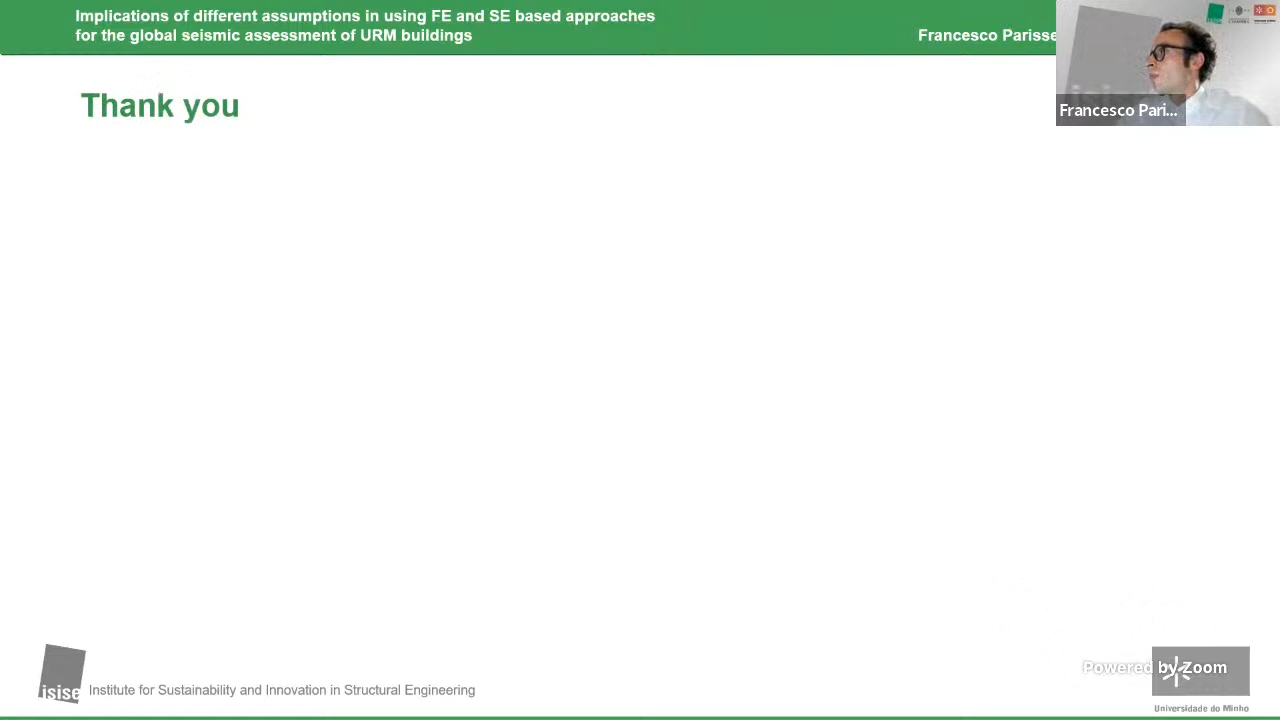 Implications of different assumptions in using FE and SE based approaches
for the global seismic assessment of URM buildings
Francesco Parisse
Francesco Pari...
Thank you
isise
Institute for Sustainability and Innovation in Structural Engineering
Powered by Zoom
Universidade do Minho